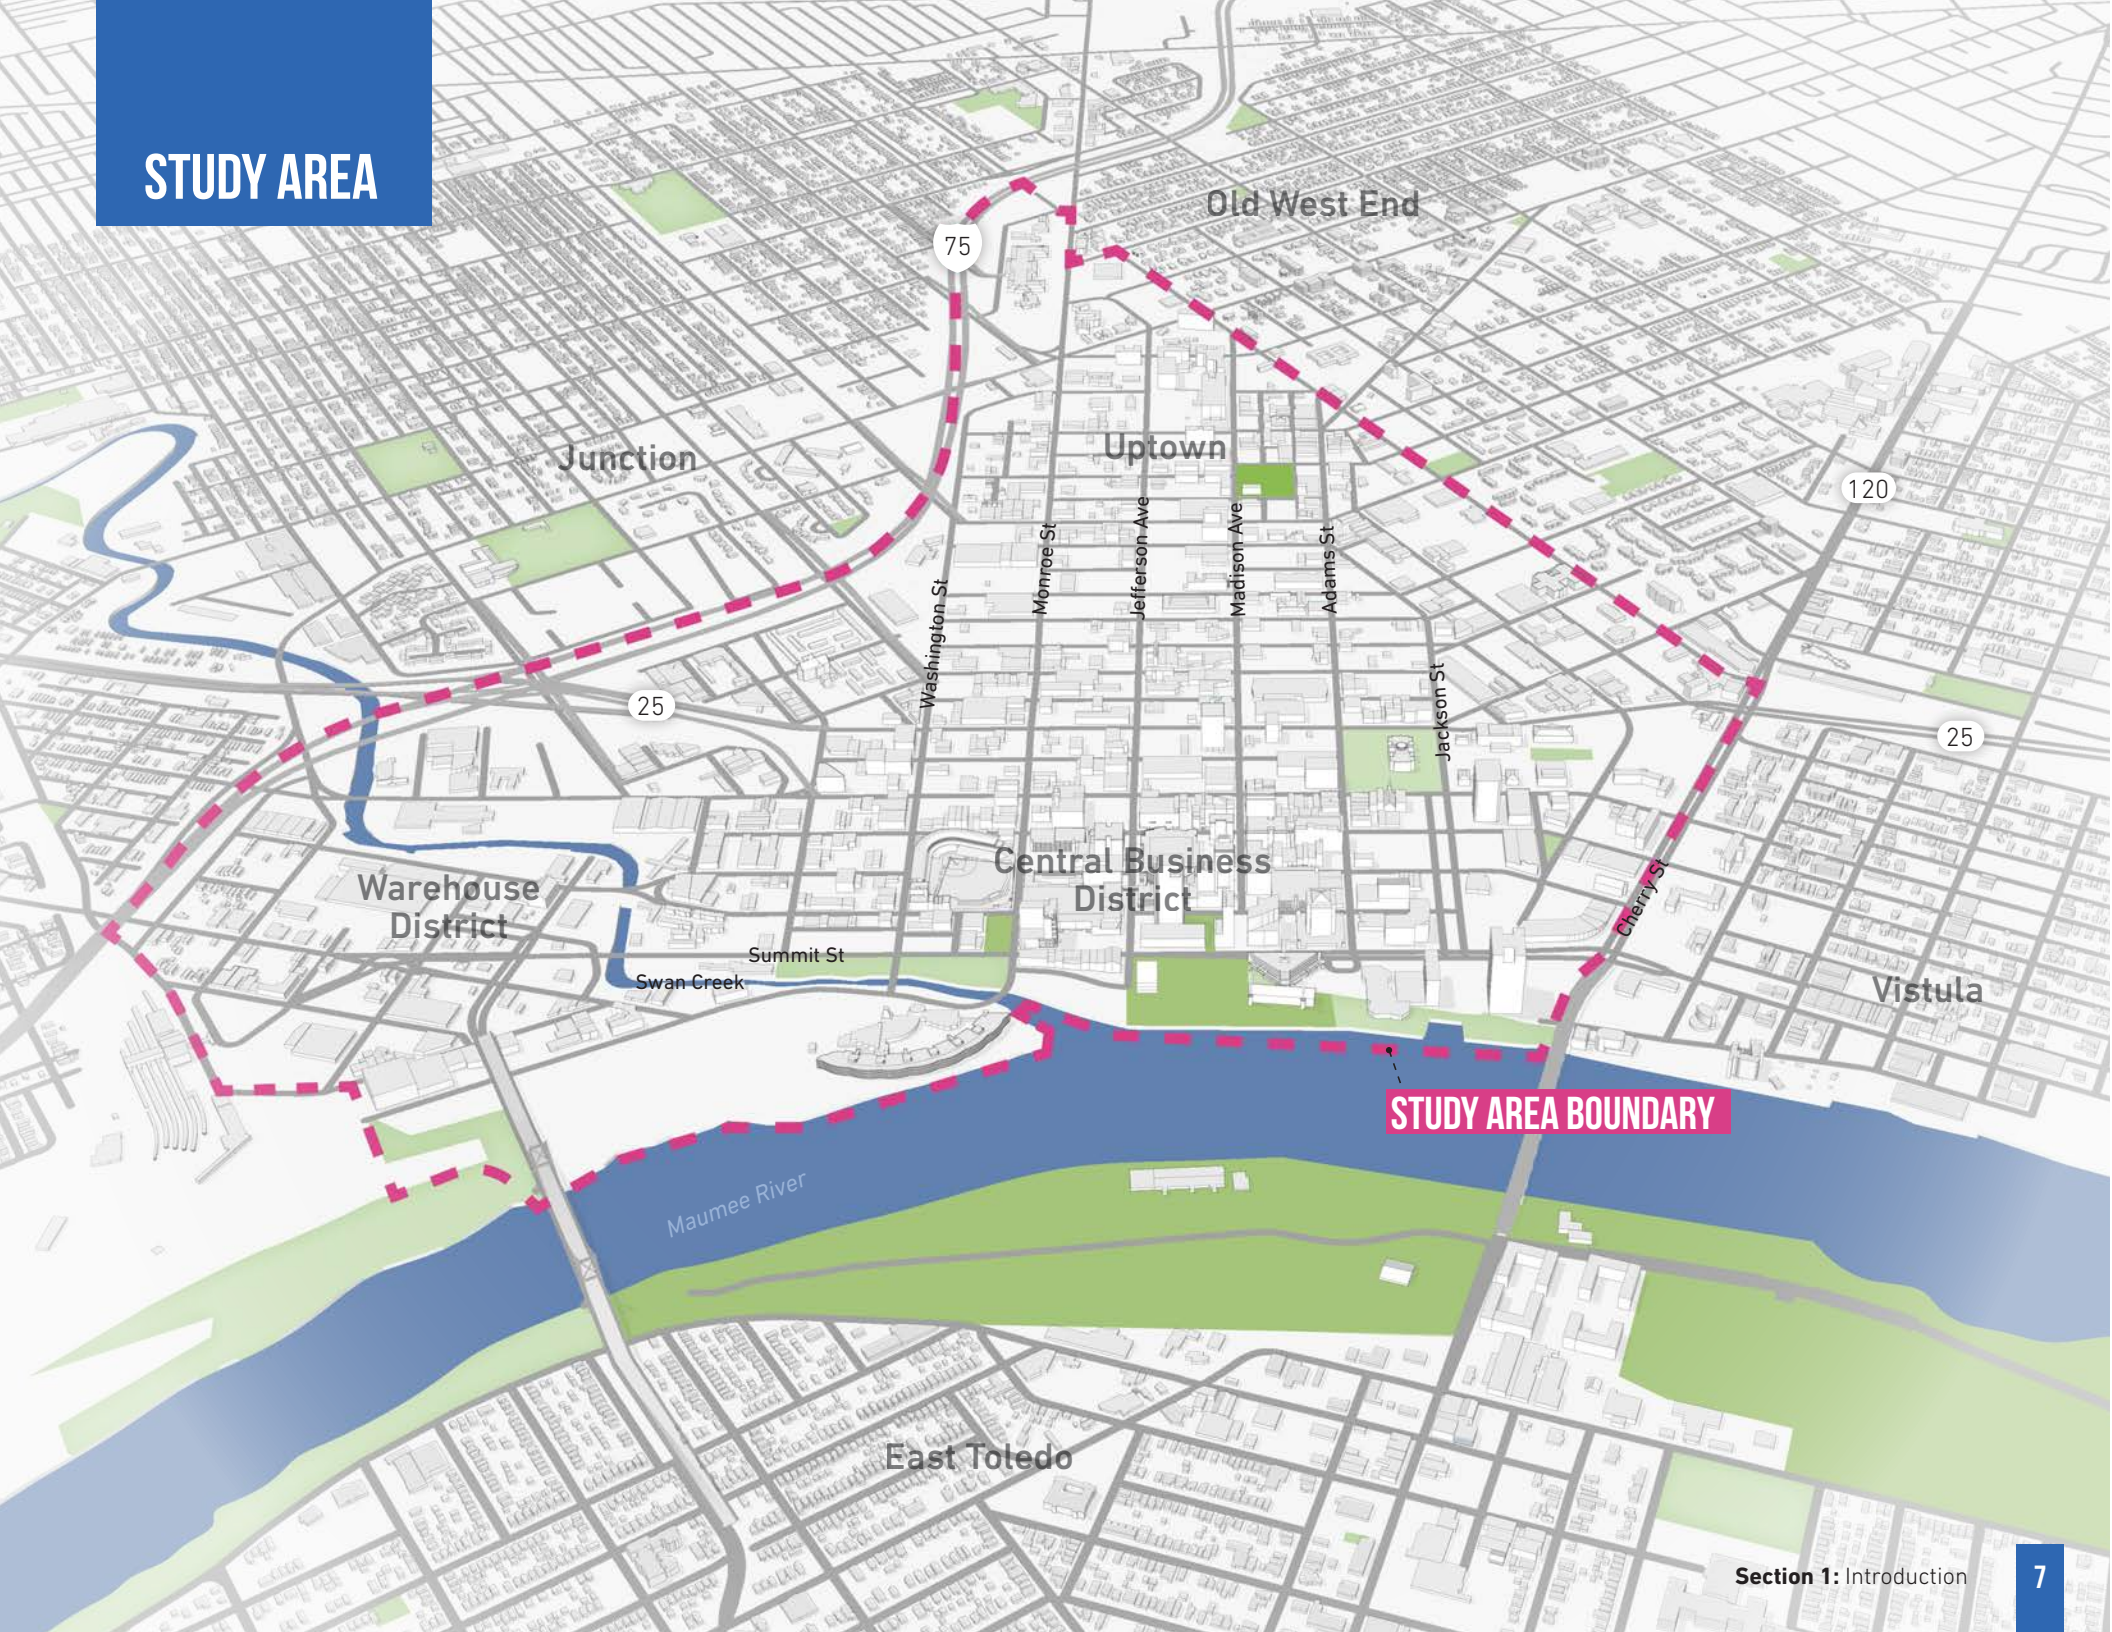 STUDY AREA
Old West End
75
Junction
Uptown
120
Washington St
Monroe St
Jefferson Ave
Madison Ave
Adams St
Jackson St
25
25
Central Business
District
Warehouse
District
Cherry St
Summit St
Swan Creek
Vistula
STUDY AREA BOUNDARY
Maumee River
East Toledo
Section 1: Introduction
7